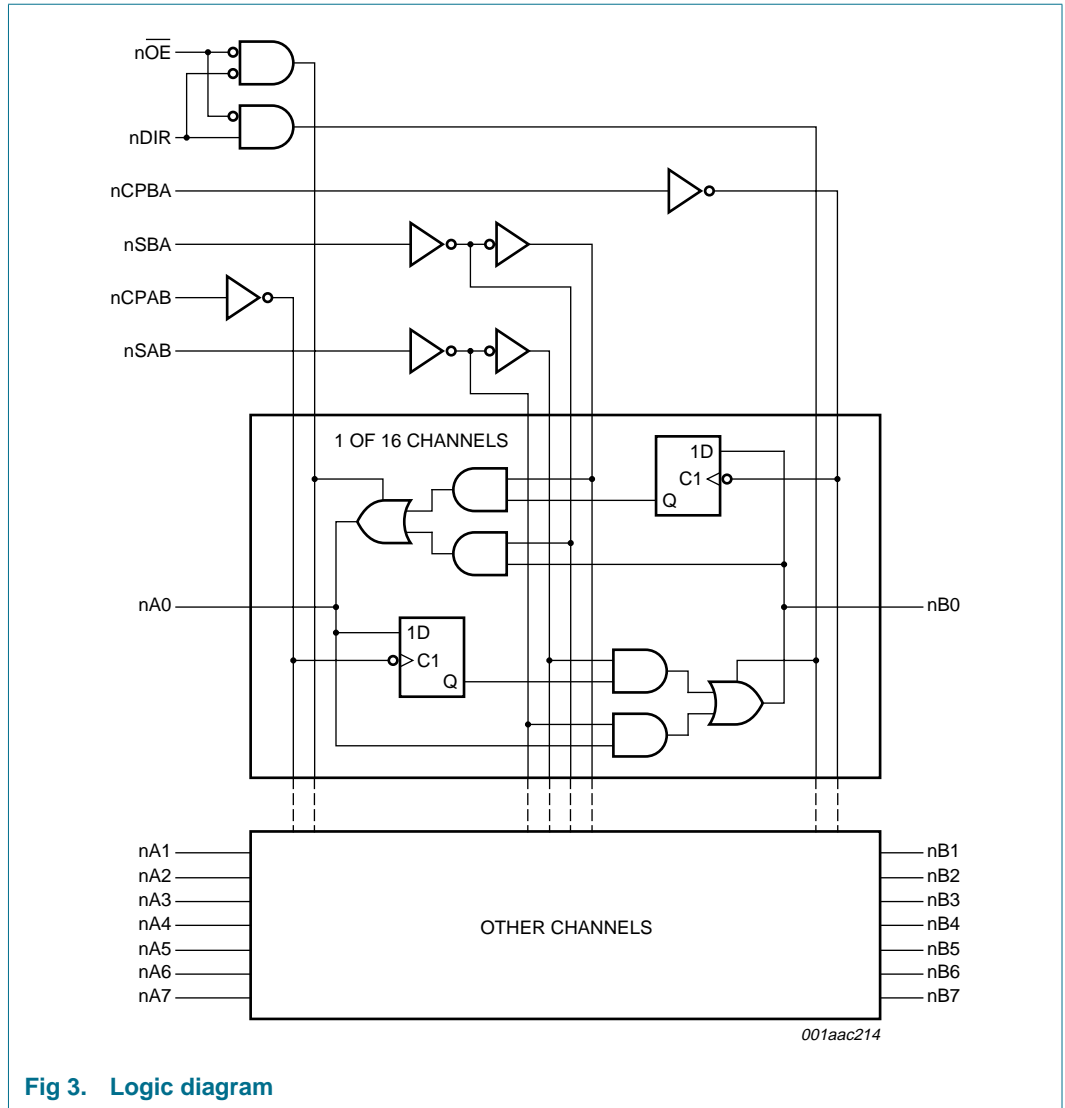 nO̅E̅
nDIR
nCPBA
nSBA
nCPAB
nSAB
1 OF 16 CHANNELS
1D
C1
Q
nA0
nB0
1D
C1
Q
nA1
nA2
nA3
nA4
nA5
nA6
nA7
OTHER CHANNELS
nB1
nB2
nB3
nB4
nB5
nB6
nB7
001aac214
Fig 3. Logic diagram